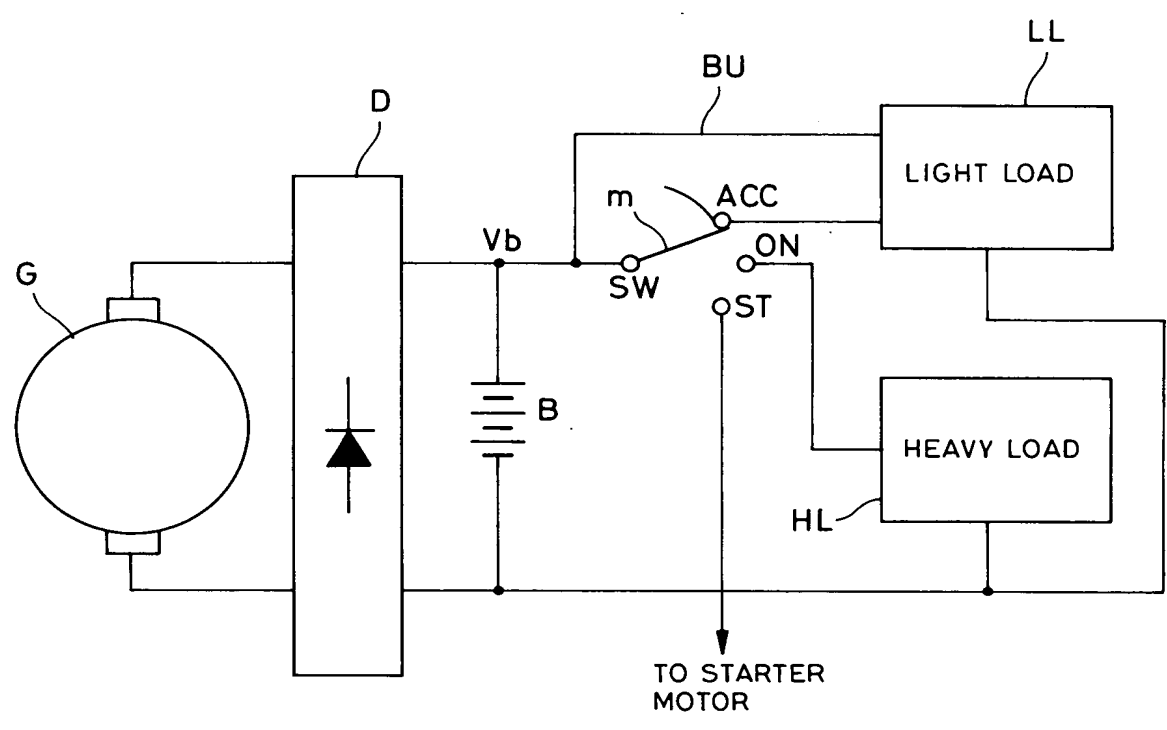 LL
BU
D
LIGHT LOAD
m
ACC
Vb
ON
G
SW
ST
B
HEAVY LOAD
HL
TO STARTER
MOTOR